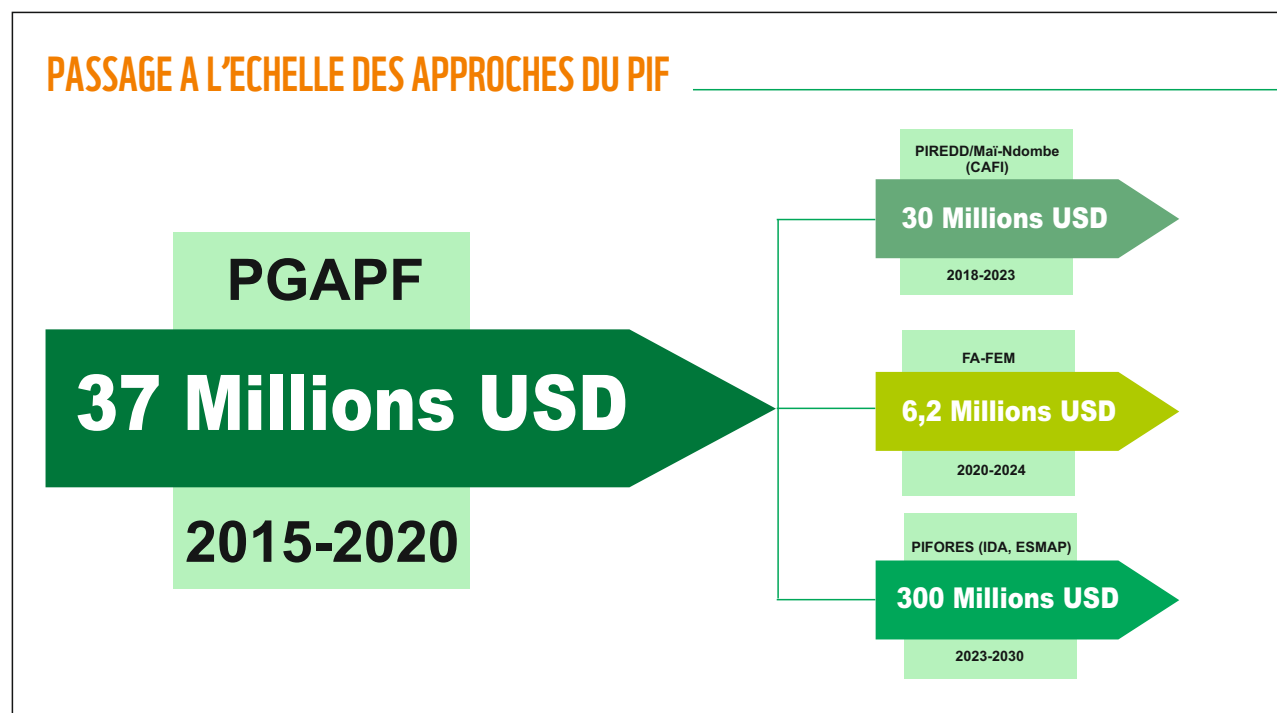 PASSAGE A L'ECHELLE DES APPROCHES DU PIF
PGAPF
37 Millions USD
2015-2020
PIREDD/Maï-Ndombe
(CAFI)
30 Millions USD
2018-2023
FA-FEM
6,2 Millions USD
2020-2024
PIFORES (IDA, ESMAP)
300 Millions USD
2023-2030